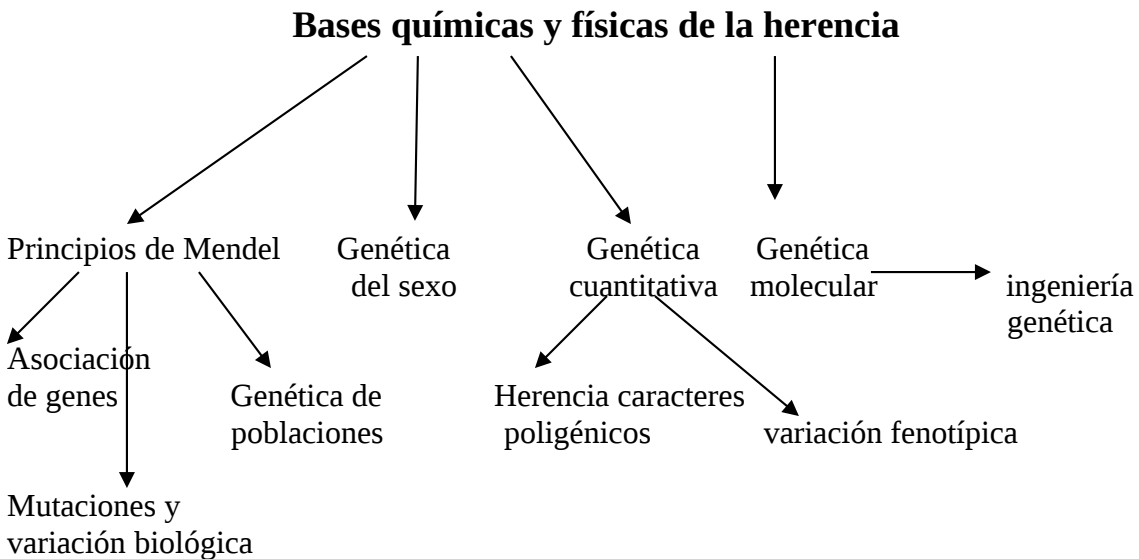 Bases químicas y físicas de la herencia
Principios de Mendel
Genética
del sexo
Genética
cuantitativa
Genética
molecular
ingeniería
genética
Asociación
de genes
Genética de
poblaciones
Herencia caracteres
poligénicos
variación fenotípica
Mutaciones y
variación biológica